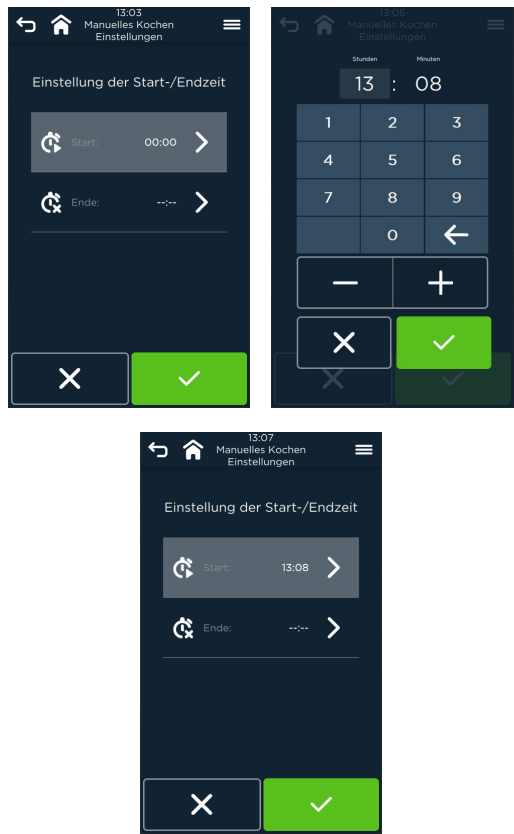 13:03
Manuelles Kochen
Einstellungen
Einstellung der Start-/Endzeit
Start: 00:00
Ende: --:--
13:06
Manuelles Kochen
Einstellungen
Stunden Minuten
13 : 08
1 2 3
4 5 6
7 8 9
0
13:07
Manuelles Kochen
Einstellungen
Einstellung der Start-/Endzeit
Start: 13:08
Ende: --:--